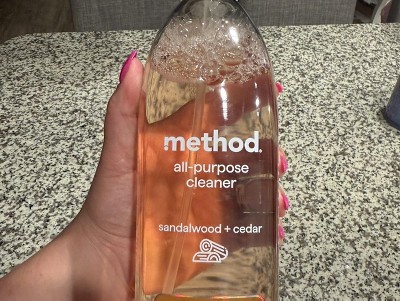 method.
all-purpose
cleaner
sandalwood + cedar